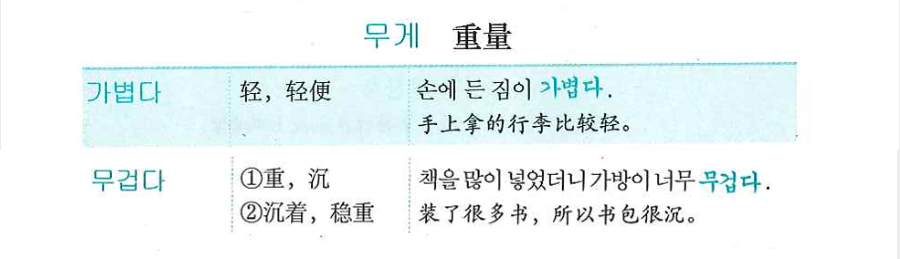 무게 重量
가볍다 轻，轻便 손에 든 짐이 가볍다.
手上拿的行李比较轻。
무겁다 ①重，沉 책을 많이 넣었더니 가방이 너무 무겁다.
②沉着，稳重 装了很多书，所以书包很沉。